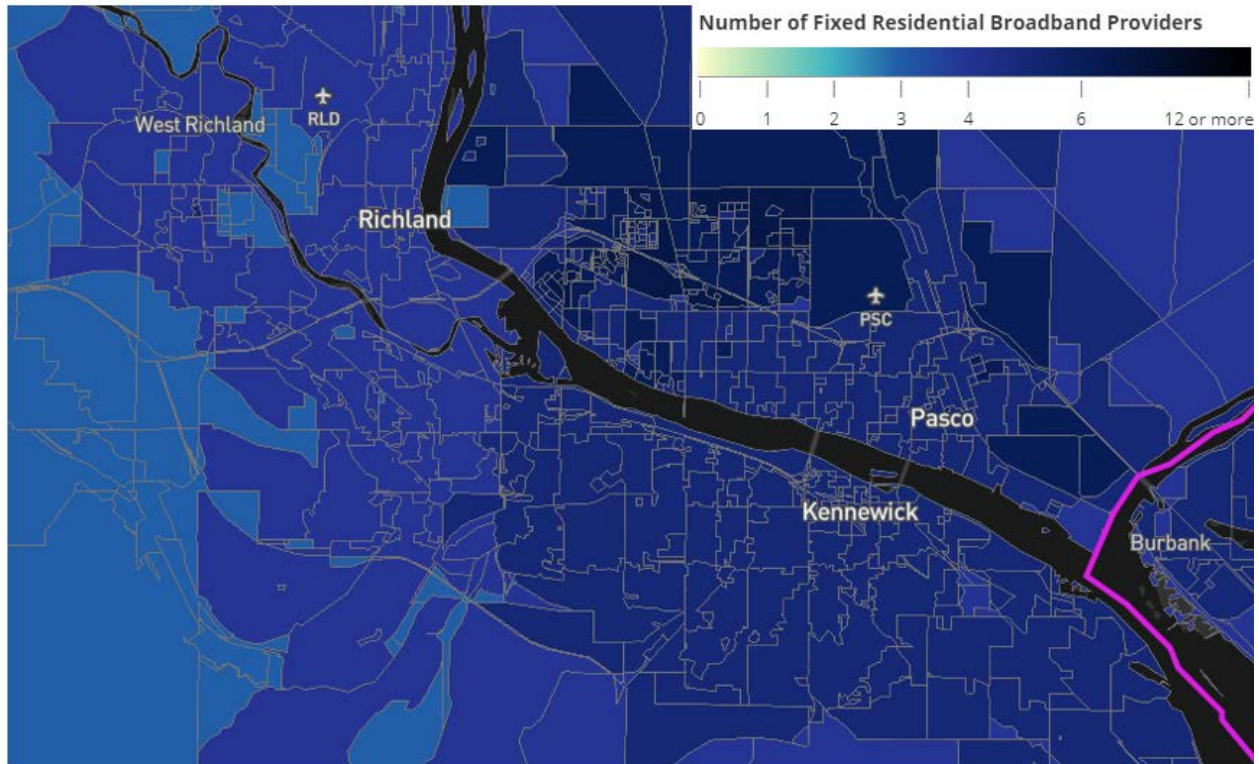 Number of Fixed Residential Broadband Providers
0 1 2 3 4 6 12 or more
West Richland
RLD
Richland
PSC
Pasco
Kennewick
Burbank